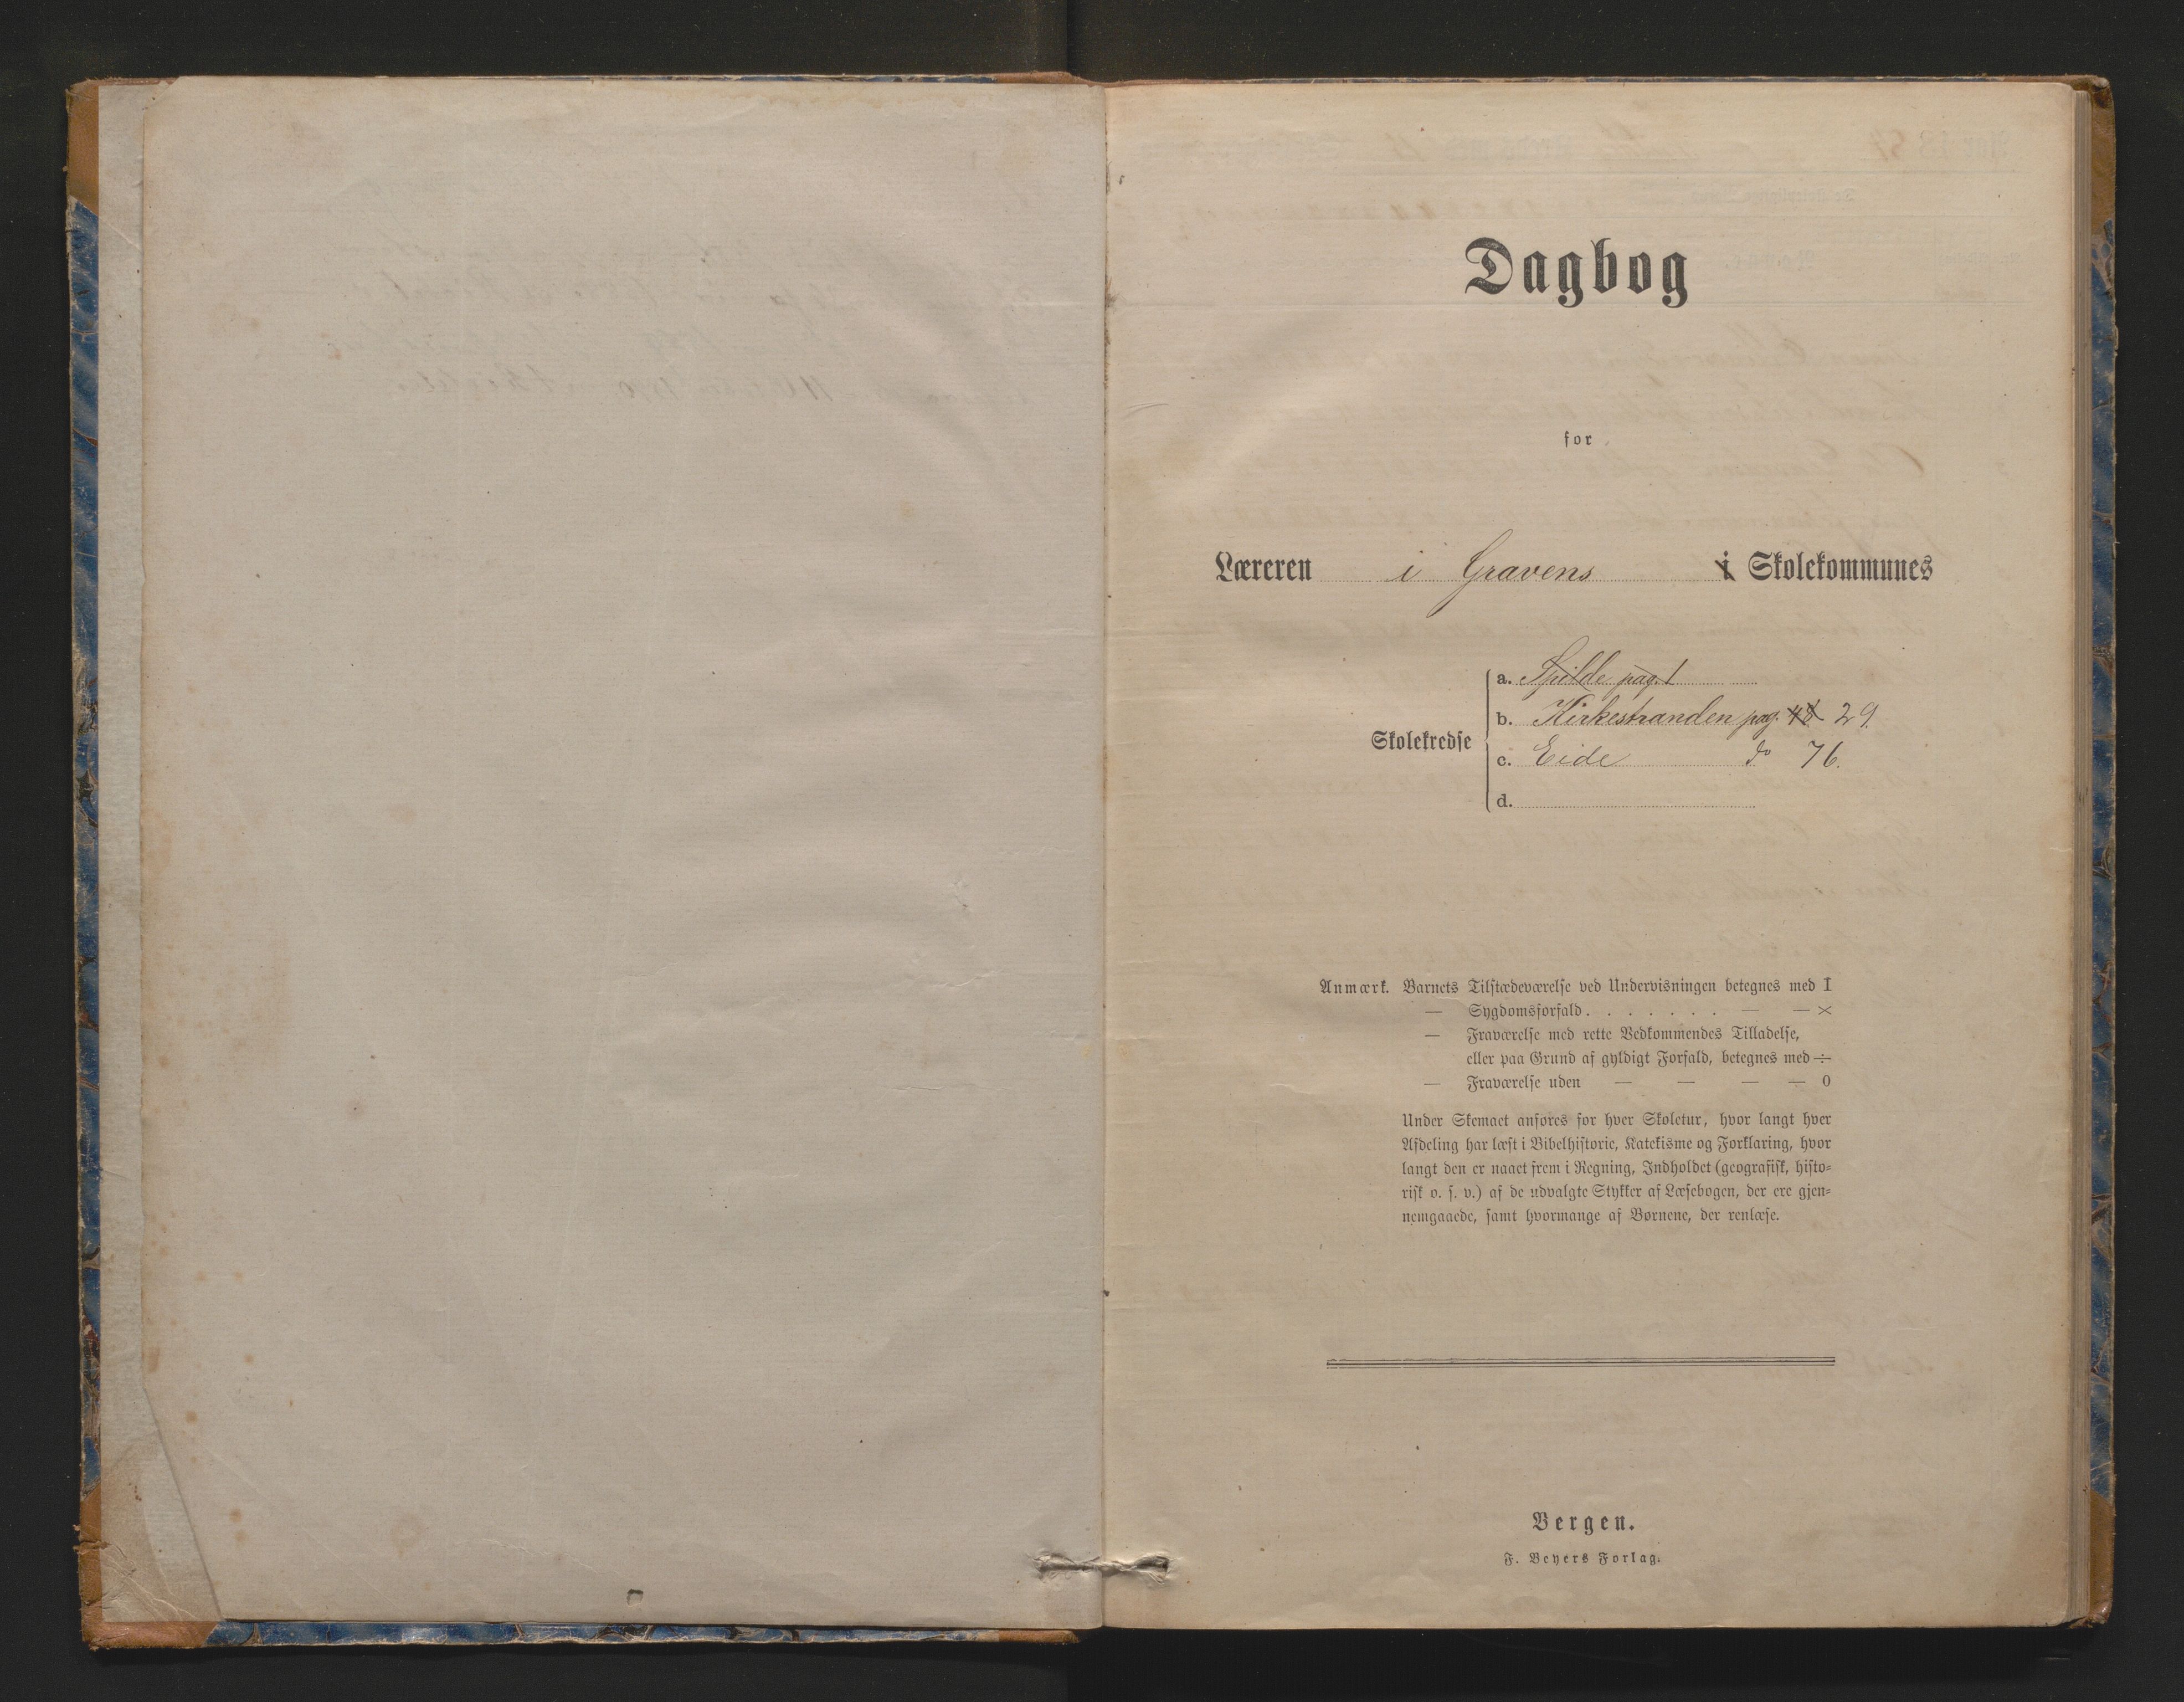 Dagbog
for
Læreren i Gravens i Skolekommunes
Skolekredse
a. Spilde pag. 1
b. Kirkestranden pag. 48 29.
c. Eide do 76.
d.
Anmærk. Barnets Tilstædeværelse ved Undervisningen betegnes med I
— Sygdomsforfald . . . . . . . — — ×
— Fraværelse med rette Vedkommendes Tilladelse,
eller paa Grund af gyldigt Forfald, betegnes med ÷
— Fraværelse uden — — — — 0
Under Skemaet anføres for hver Skoletur, hvor langt hver
Afdeling har læst i Bibelhistorie, Katekisme og Forklaring, hvor
langt den er naaet frem i Regning, Indholdet (geografisk, histo-
risk o. s. v.) af de udvalgte Stykker af Læsebogen, der ere gjen-
nemgaaede, samt hvormange af Børnene, der renlæse.
Bergen.
F. Beyers Forlag.